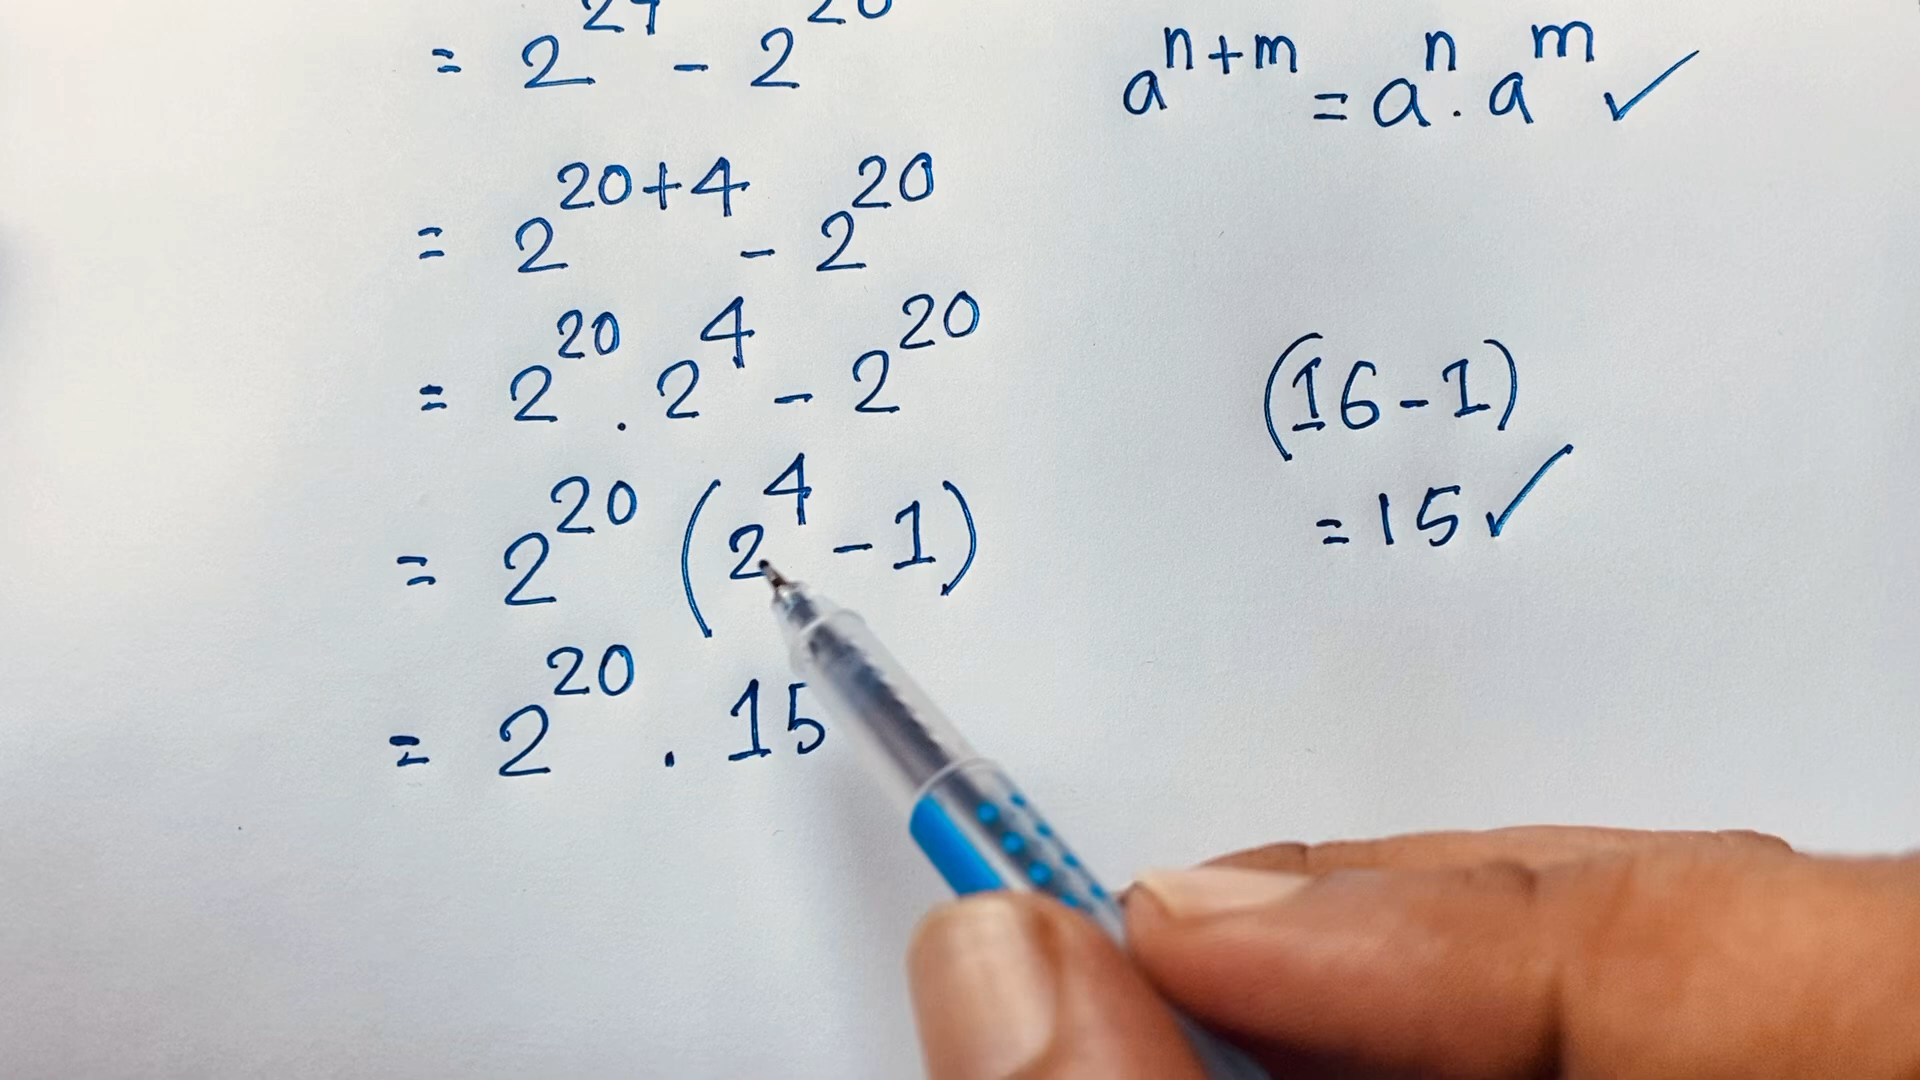 = 2^24 - 2^20
= 2^20+4 - 2^20
= 2^20 . 2^4 - 2^20
= 2^20 (2^4 - 1)
= 2^20 . 15
a^n+m = a^n . a^m ✓
(16-1)
= 15 ✓